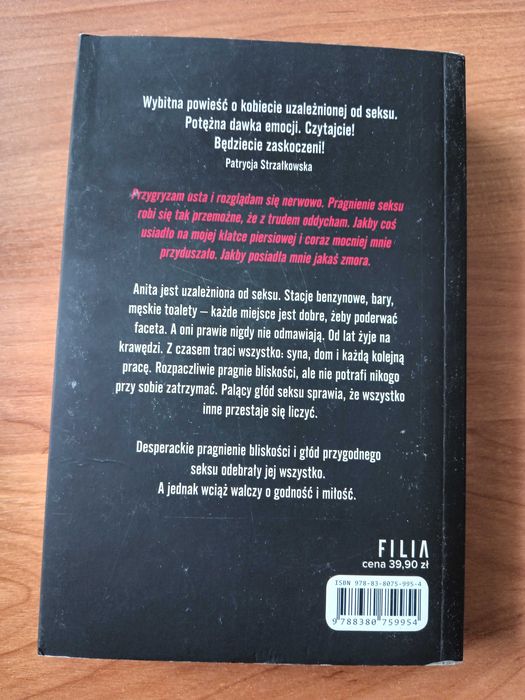 Wybitna powieść o kobiecie uzależnionej od seksu.
Potężna dawka emocji. Czytajcie!
Będziecie zaskoczeni!
Patrycja Strzałkowska
Przygryzam usta i rozglądam się nerwowo. Pragnienie seksu
robi się tak przemożne, że z trudem oddycham. Jakby coś
usiadło na mojej klatce piersiowej i coraz mocniej mnie
przyduszało. Jakby posiadła mnie jakaś zmora.
Anita jest uzależniona od seksu. Stacje benzynowe, bary,
męskie toalety – każde miejsce jest dobre, żeby poderwać
faceta. A oni prawie nigdy nie odmawiają. Od lat żyje na
krawędzi. Z czasem traci wszystko: syna, dom i każdą kolejną
pracę. Rozpaczliwie pragnie bliskości, ale nie potrafi nikogo
przy sobie zatrzymać. Palący głód seksu sprawia, że wszystko
inne przestaje się liczyć.
Desperackie pragnienie bliskości i głód przygodnego
seksu odebrały jej wszystko.
A jednak wciąż walczy o godność i miłość.
FILIA
cena 39,90 zł
ISBN 978-83-8075-995-4
9 788380 759954